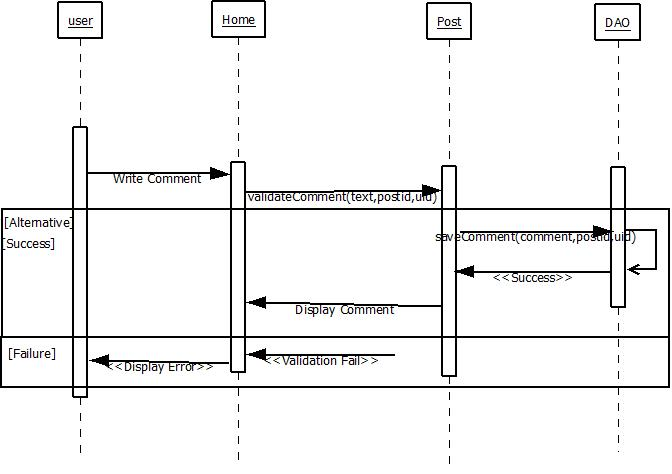 user
Home
Post
DAO
Write Comment
validateComment(text,postid,uid)
[Alternative]
saveComment(comment,postid,uid)
[Success]
<<Success>>
Display Comment
[Failure]
<<Validation Fail>>
<<Display Error>>